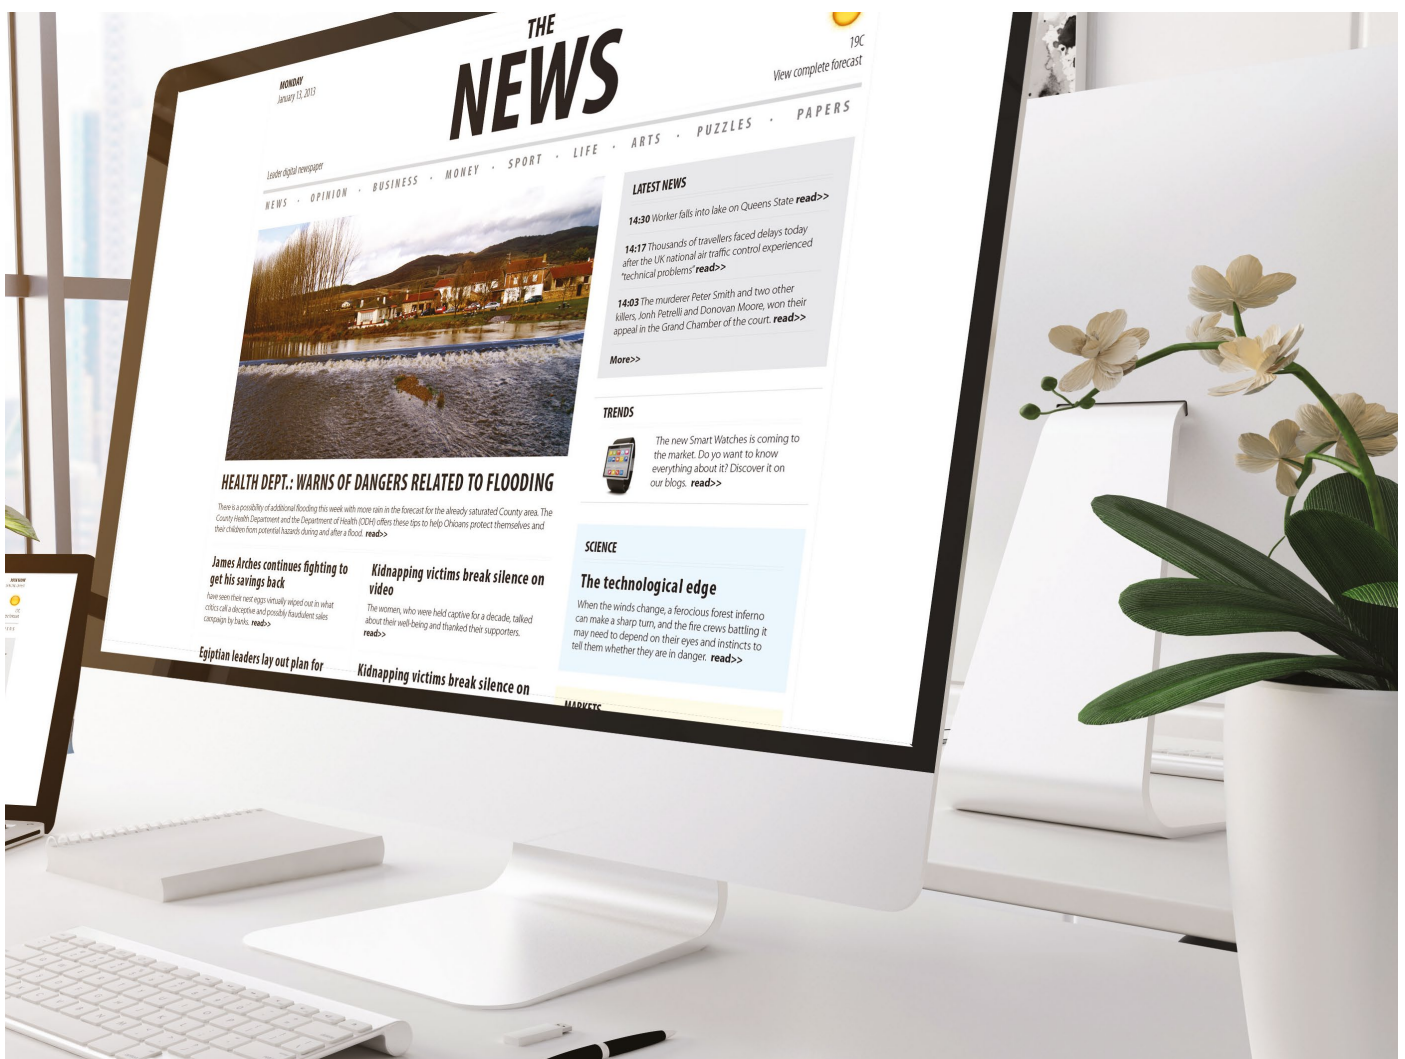 THE
NEWS
MONDAY
January 13, 2013
Leader digital newspaper
19C
View complete forecast
NEWS · OPINION · BUSINESS · MONEY · SPORT · LIFE · ARTS · PUZZLES · PAPERS
HEALTH DEPT.: WARNS OF DANGERS RELATED TO FLOODING
There is a possibility of additional flooding this week with more rain in the forecast for the already saturated County area. The
County Health Department and the Department of Health (ODH) offers these tips to help Ohioans protect themselves and
their children from potential hazards during and after a flood. read>>
James Arches continues fighting to
get his savings back
have seen their nest eggs virtually wiped out in what
critics call a deceptive and possibly fraudulent sales
campaign by banks. read>>
Egiptian leaders lay out plan for
Kidnapping victims break silence on
video
The women, who were held captive for a decade, talked
about their well-being and thanked their supporters.
read>>
Kidnapping victims break silence on
LATEST NEWS
14:30 Worker falls into lake on Queens State read>>
14:17 Thousands of travellers faced delays today
after the UK national air traffic control experienced
"technical problems" read>>
14:03 The murderer Peter Smith and two other
killers, Jonh Petrelli and Donovan Moore, won their
appeal in the Grand Chamber of the court. read>>
More>>
TRENDS
The new Smart Watches is coming to
the market. Do yo want to know
everything about it? Discover it on
our blogs. read>>
SCIENCE
The technological edge
When the winds change, a ferocious forest inferno
can make a sharp turn, and the fire crews battling it
may need to depend on their eyes and instincts to
tell them whether they are in danger. read>>
MARKETS